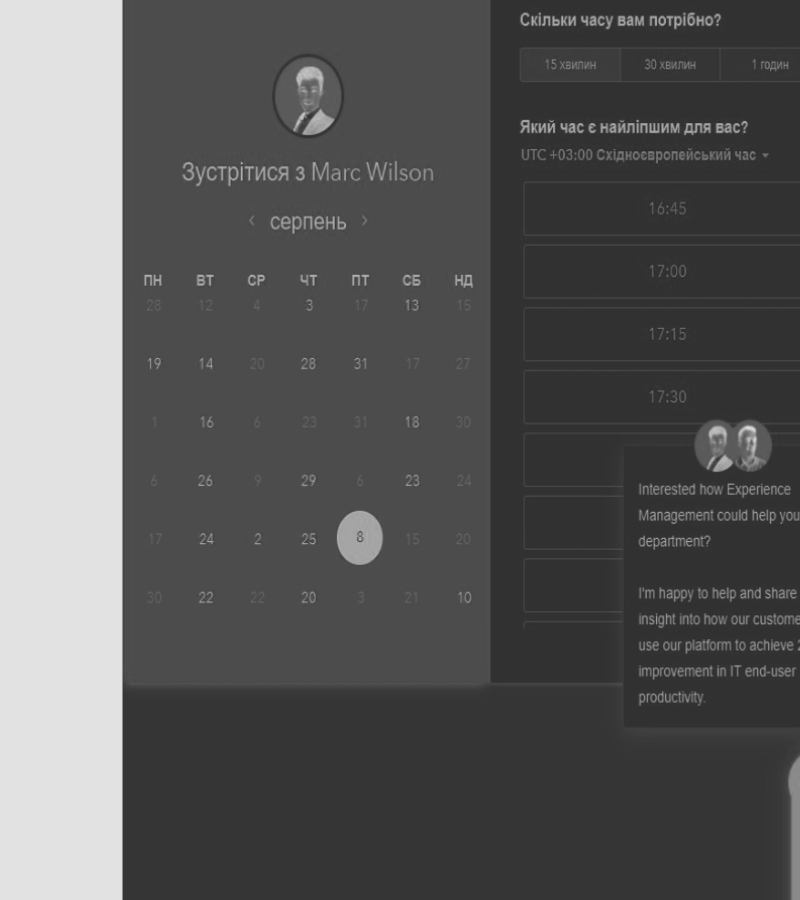 Зустрітися з Marc Wilson
‹ серпень ›
ПН ВТ СР ЧТ ПТ СБ НД
28 12 4 3 17 13 15
19 14 20 28 31 17 27
1 16 6 23 31 18 30
6 26 9 29 6 23 24
17 24 2 25 8 15 20
30 22 22 20 3 21 10
Скільки часу вам потрібно?
15 хвилин 30 хвилин 1 годин
Який час є найліпшим для вас?
UTC +03:00 Східноєвропейський час
16:45
17:00
17:15
17:30
Interested how Experience
Management could help you
department?
I'm happy to help and share
insight into how our custome
use our platform to achieve 2
improvement in IT end-user
productivity.